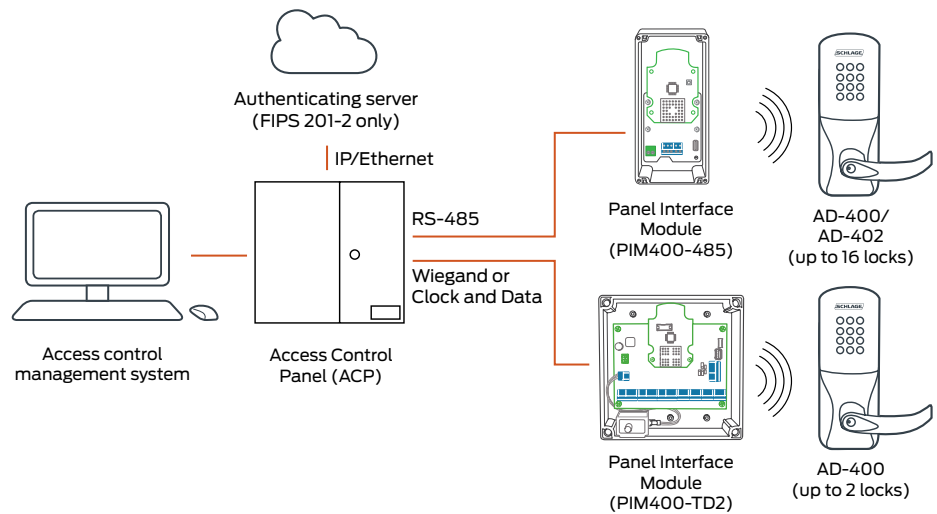 Authenticating server
(FIPS 201-2 only)
IP/Ethernet
RS-485
Wiegand or
Clock and Data
Access control
management system
Access Control
Panel (ACP)
Panel Interface
Module
(PIM400-485)
SCHLAGE
AD-400/
AD-402
(up to 16 locks)
Panel Interface
Module
(PIM400-TD2)
SCHLAGE
AD-400
(up to 2 locks)